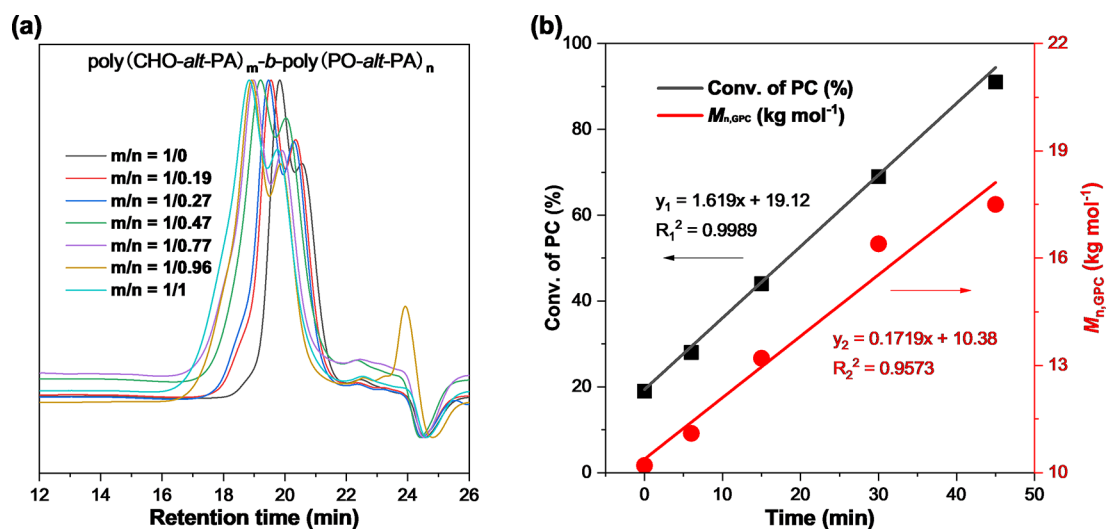 (a)
poly(CHO-alt-PA)m-b-poly(PO-alt-PA)n
m/n = 1/0
m/n = 1/0.19
m/n = 1/0.27
m/n = 1/0.47
m/n = 1/0.77
m/n = 1/0.96
m/n = 1/1
12 14 16 18 20 22 24 26
Retention time (min)
(b)
Conv. of PC (%)
100
80
60
40
20
0
Conv. of PC (%)
Mn,GPC (kg mol-1)
y1 = 1.619x + 19.12
R1² = 0.9989
y2 = 0.1719x + 10.38
R2² = 0.9573
22
19
16
13
10
Mn,GPC (kg mol-1)
0 10 20 30 40 50
Time (min)